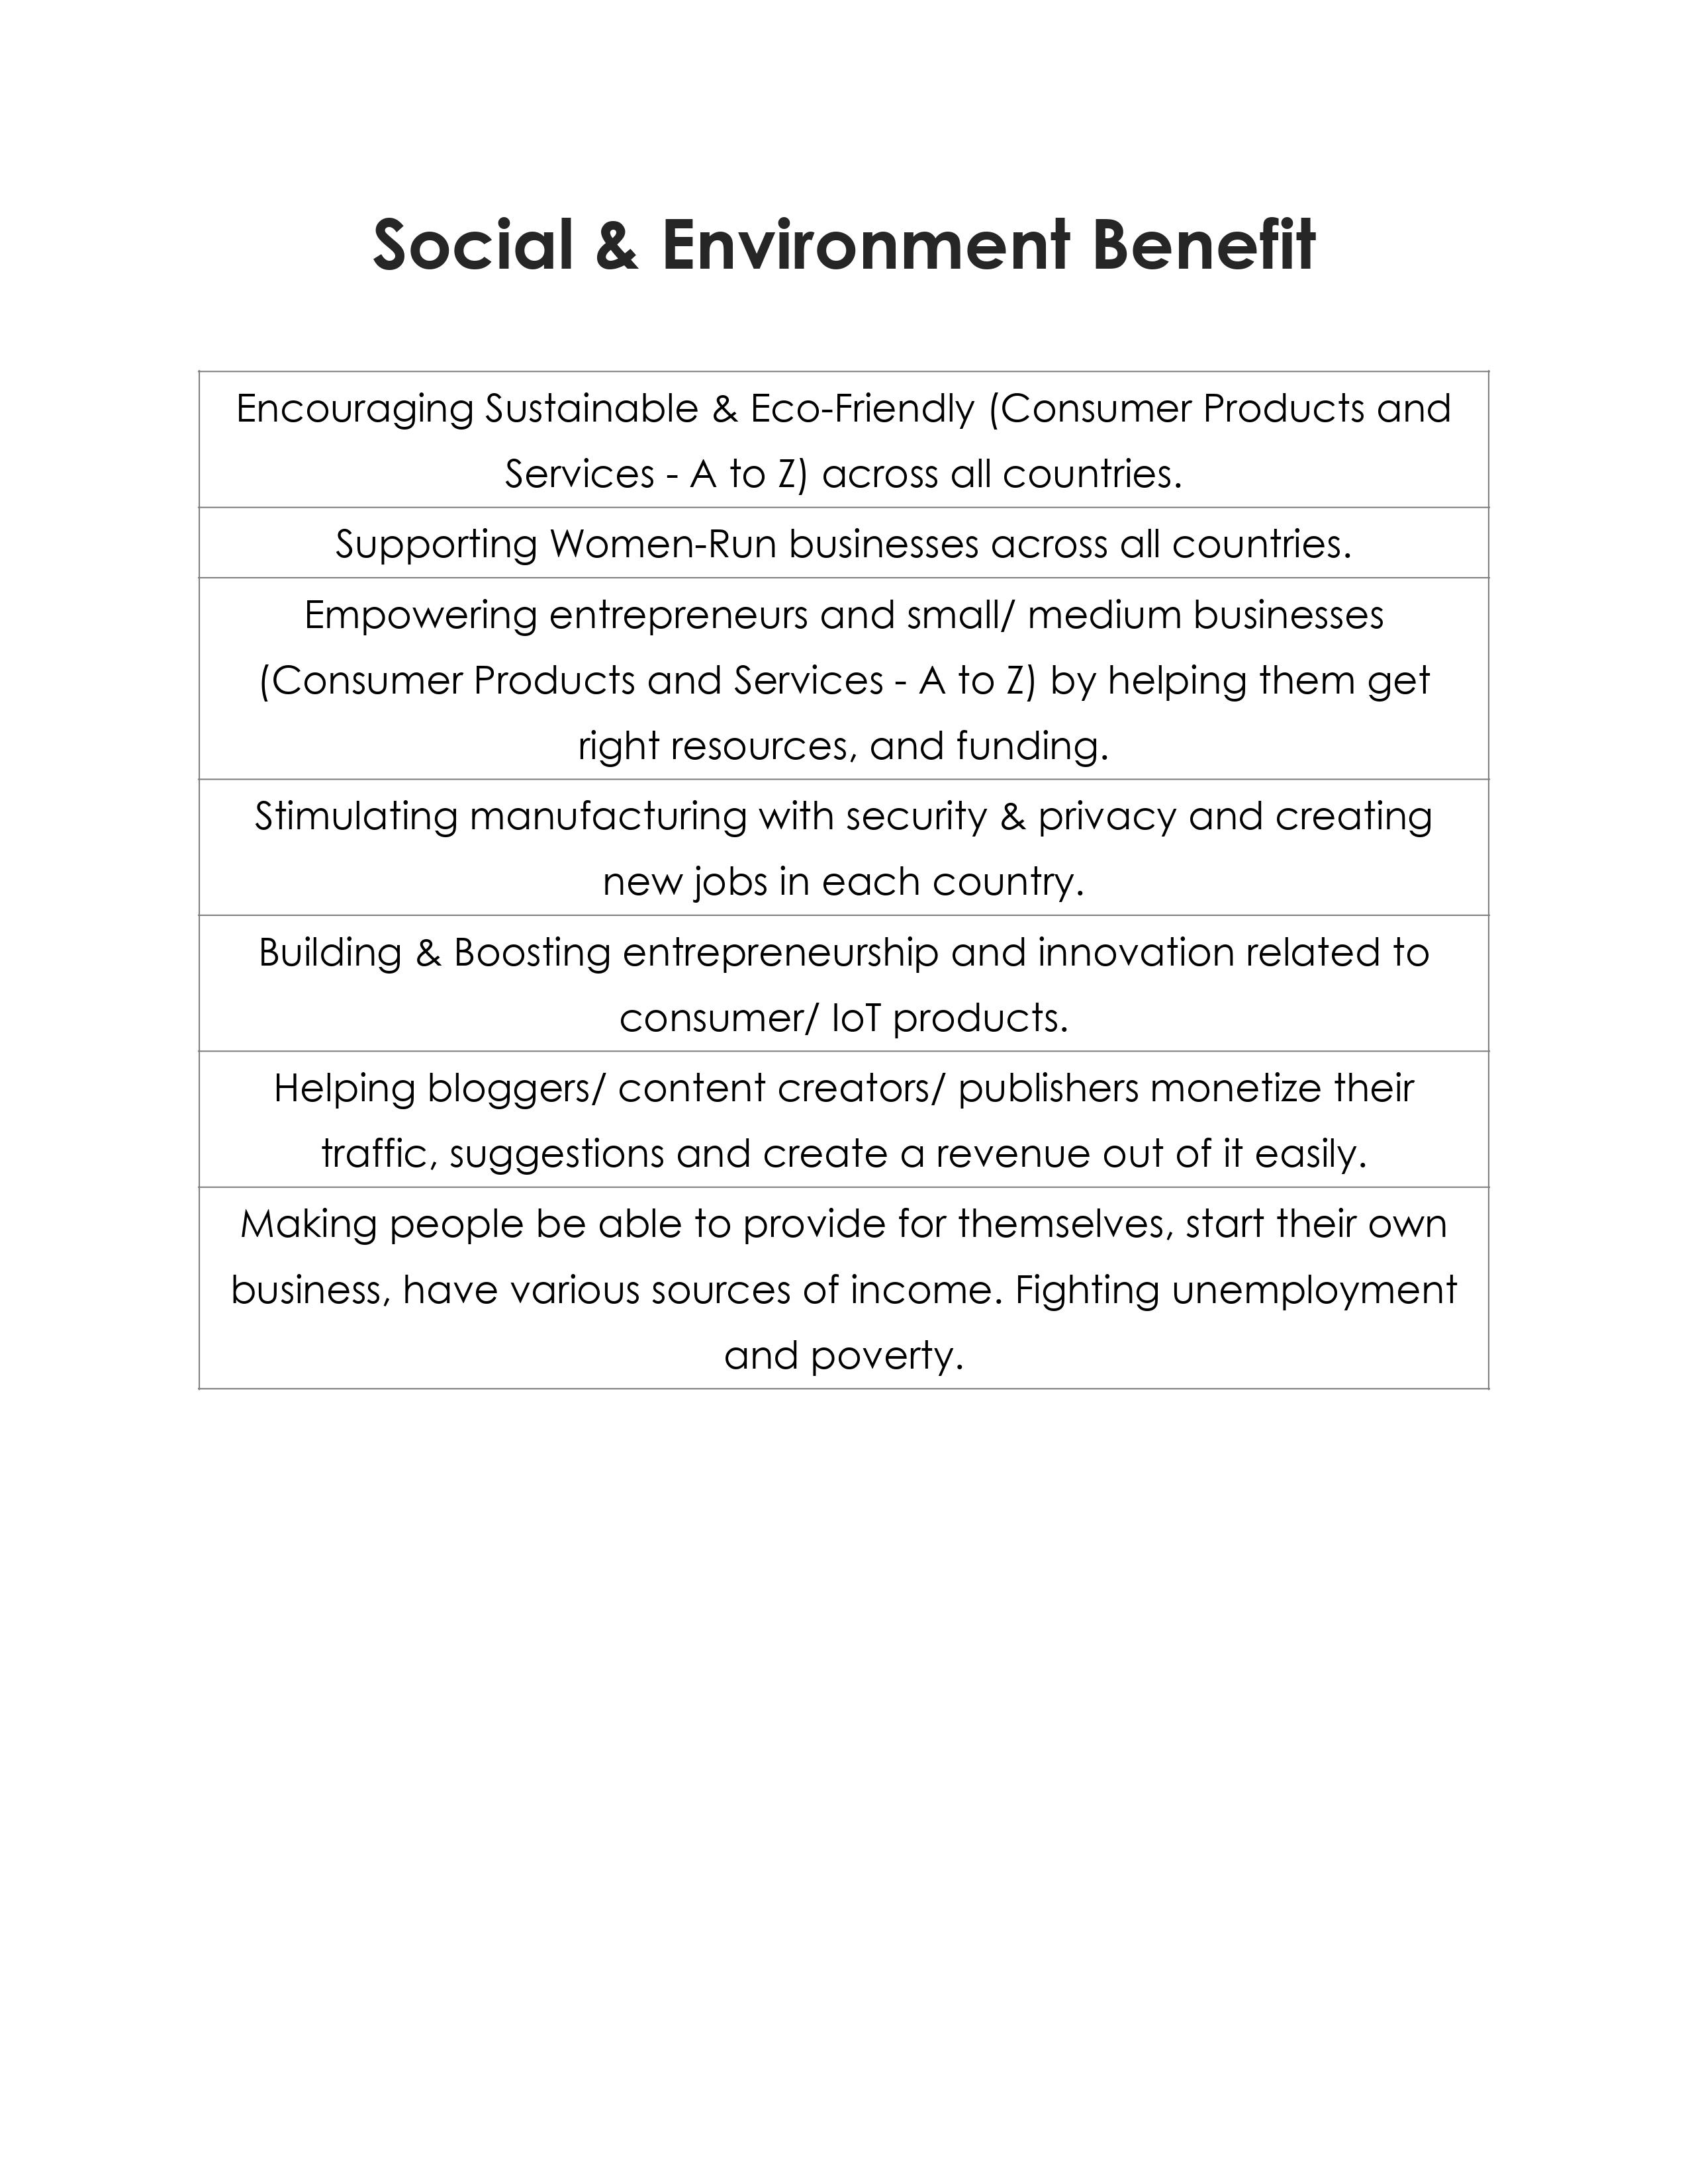 Social & Environment Benefit
Encouraging Sustainable & Eco-Friendly (Consumer Products and
Services - A to Z) across all countries.
Supporting Women-Run businesses across all countries.
Empowering entrepreneurs and small/ medium businesses
(Consumer Products and Services - A to Z) by helping them get
right resources, and funding.
Stimulating manufacturing with security & privacy and creating
new jobs in each country.
Building & Boosting entrepreneurship and innovation related to
consumer/ IoT products.
Helping bloggers/ content creators/ publishers monetize their
traffic, suggestions and create a revenue out of it easily.
Making people be able to provide for themselves, start their own
business, have various sources of income. Fighting unemployment
and poverty.